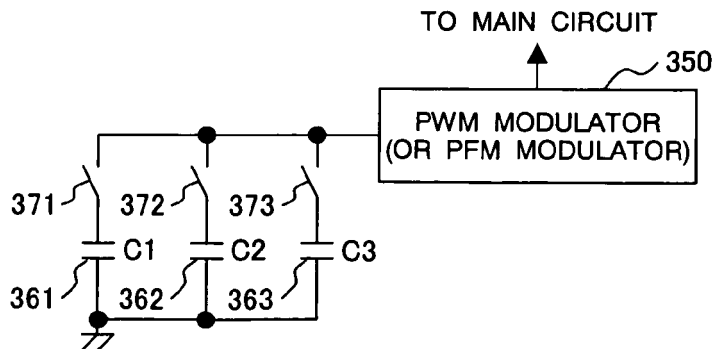 TO MAIN CIRCUIT
350
PWM MODULATOR
(OR PFM MODULATOR)
371 372 373
C1 C2 C3
361 362 363